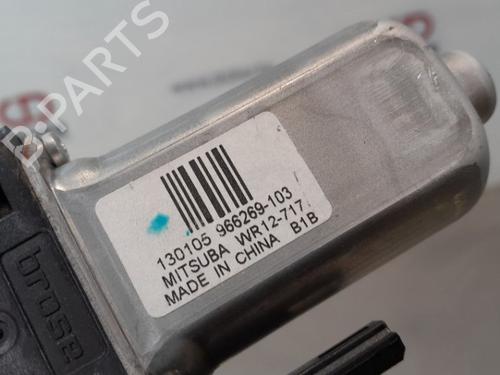 B-PARTS
130105 966269-103
MITSUBA WR12-717
MADE IN CHINA B1B
brose